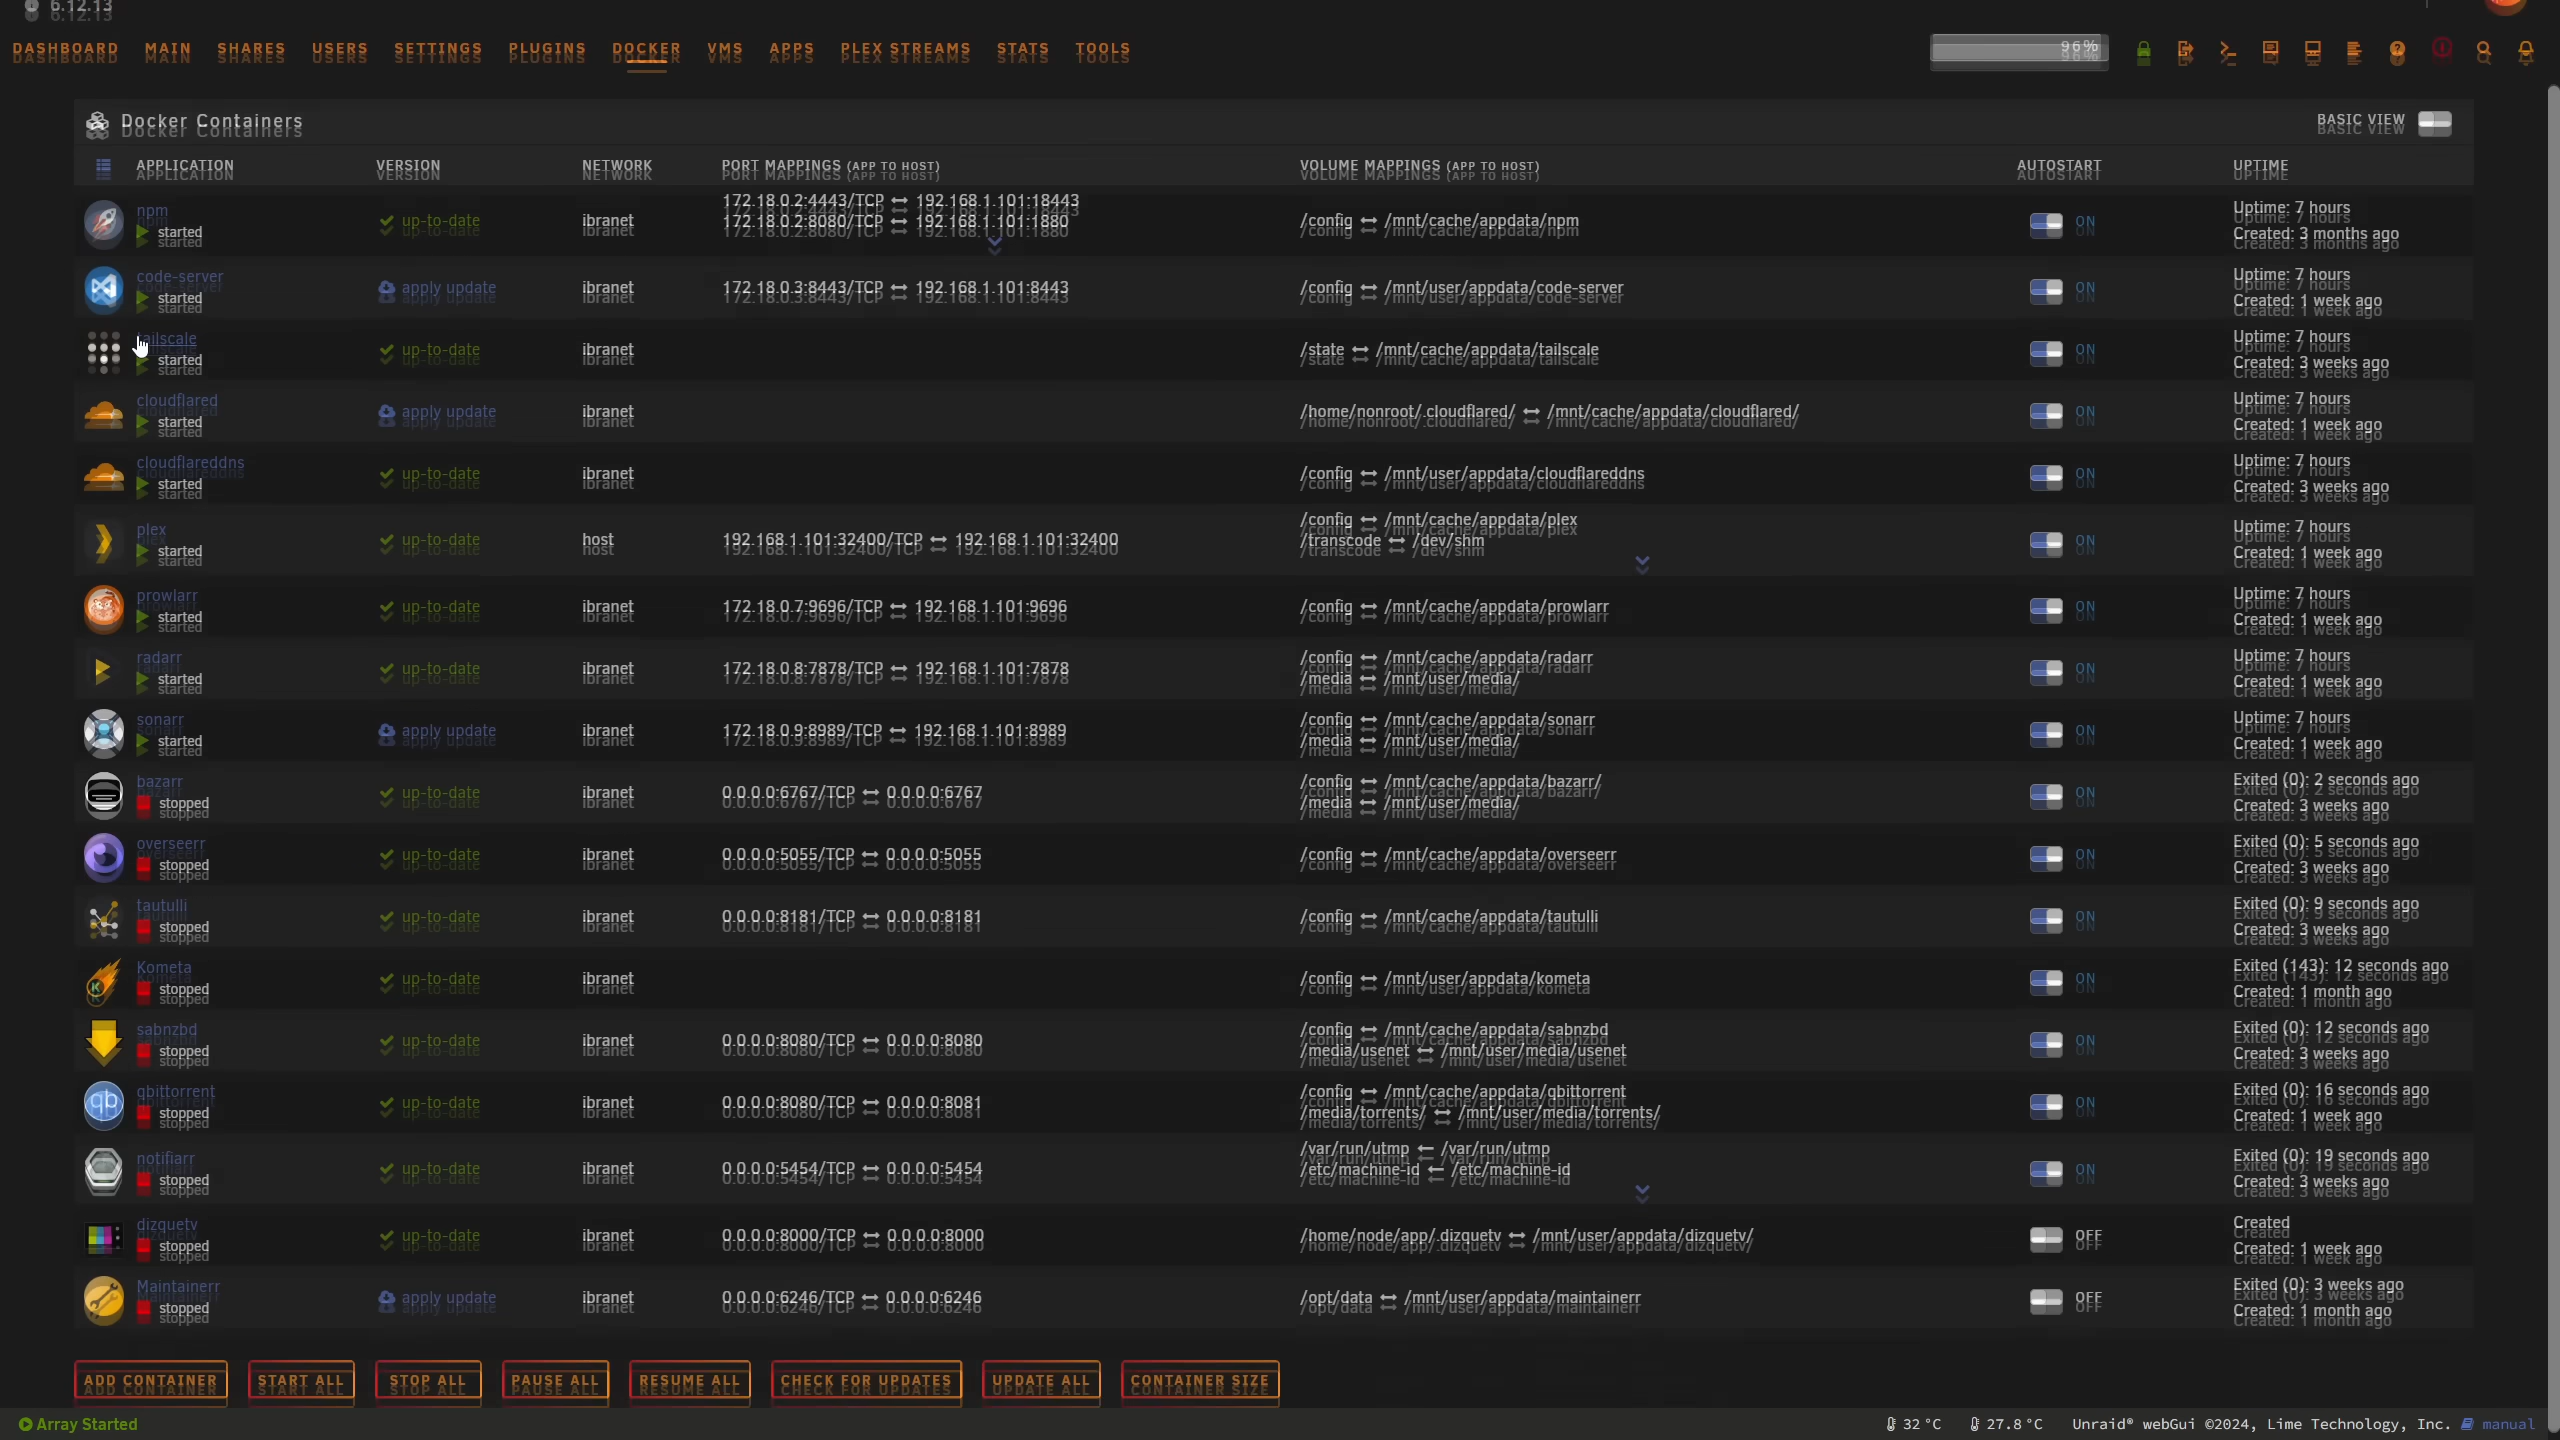 6.12.13
DASHBOARD MAIN SHARES USERS SETTINGS PLUGINS DOCKER VMS APPS PLEX STREAMS STATS TOOLS 96%
Docker Containers BASIC VIEW
APPLICATION VERSION NETWORK PORT MAPPINGS (APP TO HOST) VOLUME MAPPINGS (APP TO HOST) AUTOSTART UPTIME
172.18.0.2:4443/TCP ↔ 192.168.1.101:18443
npm Uptime: 7 hours
up-to-date ibranet 172.18.0.2:8080/TCP ↔ 192.168.1.101:1880 /config ↔ /mnt/cache/appdata/npm ON
started Created: 3 months ago
code-server Uptime: 7 hours
apply update ibranet 172.18.0.3:8443/TCP ↔ 192.168.1.101:8443 /config ↔ /mnt/user/appdata/code-server ON
started Created: 1 week ago
tailscale Uptime: 7 hours
up-to-date ibranet /state ↔ /mnt/cache/appdata/tailscale ON
started Created: 3 weeks ago
cloudflared Uptime: 7 hours
apply update ibranet /home/nonroot/.cloudflared/ ↔ /mnt/cache/appdata/cloudflared/ ON
started Created: 1 week ago
cloudflareddns Uptime: 7 hours
up-to-date ibranet /config ↔ /mnt/user/appdata/cloudflareddns ON
started Created: 3 weeks ago
/config ↔ /mnt/cache/appdata/plex
plex Uptime: 7 hours
up-to-date host 192.168.1.101:32400/TCP ↔ 192.168.1.101:32400 /transcode ↔ /dev/shm ON
started Created: 1 week ago
prowlarr Uptime: 7 hours
up-to-date ibranet 172.18.0.7:9696/TCP ↔ 192.168.1.101:9696 /config ↔ /mnt/cache/appdata/prowlarr ON
started Created: 1 week ago
radarr /config ↔ /mnt/cache/appdata/radarr Uptime: 7 hours
up-to-date ibranet 172.18.0.8:7878/TCP ↔ 192.168.1.101:7878 ON
started /media ↔ /mnt/user/media/ Created: 1 week ago
sonarr /config ↔ /mnt/cache/appdata/sonarr Uptime: 7 hours
apply update ibranet 172.18.0.9:8989/TCP ↔ 192.168.1.101:8989 ON
started /media ↔ /mnt/user/media/ Created: 1 week ago
bazarr /config ↔ /mnt/cache/appdata/bazarr/ Exited (0): 2 seconds ago
up-to-date ibranet 0.0.0.0:6767/TCP ↔ 0.0.0.0:6767 ON
stopped /media ↔ /mnt/user/media/ Created: 3 weeks ago
overseerr Exited (0): 5 seconds ago
up-to-date ibranet 0.0.0.0:5055/TCP ↔ 0.0.0.0:5055 /config ↔ /mnt/cache/appdata/overseerr ON
stopped Created: 3 weeks ago
tautulli Exited (0): 9 seconds ago
up-to-date ibranet 0.0.0.0:8181/TCP ↔ 0.0.0.0:8181 /config ↔ /mnt/cache/appdata/tautulli ON
stopped Created: 3 weeks ago
Kometa Exited (143): 12 seconds ago
up-to-date ibranet /config ↔ /mnt/user/appdata/kometa ON
stopped Created: 1 month ago
sabnzbd /config ↔ /mnt/cache/appdata/sabnzbd Exited (0): 12 seconds ago
up-to-date ibranet 0.0.0.0:8080/TCP ↔ 0.0.0.0:8080 ON
stopped /media/usenet ↔ /mnt/user/media/usenet Created: 3 weeks ago
qbittorrent /config ↔ /mnt/cache/appdata/qbittorrent Exited (0): 16 seconds ago
up-to-date ibranet 0.0.0.0:8080/TCP ↔ 0.0.0.0:8081 ON
stopped /media/torrents/ ↔ /mnt/user/media/torrents/ Created: 1 week ago
/var/run/utmp ← /var/run/utmp
notifiarr Exited (0): 19 seconds ago
up-to-date ibranet 0.0.0.0:5454/TCP ↔ 0.0.0.0:5454 /etc/machine-id ← /etc/machine-id ON
stopped Created: 3 weeks ago
dizquetv Created
up-to-date ibranet 0.0.0.0:8000/TCP ↔ 0.0.0.0:8000 /home/node/app/.dizquetv ↔ /mnt/user/appdata/dizquetv/ OFF
stopped Created: 1 week ago
Maintainerr Exited (0): 3 weeks ago
apply update ibranet 0.0.0.0:6246/TCP ↔ 0.0.0.0:6246 /opt/data ↔ /mnt/user/appdata/maintainerr OFF
stopped Created: 1 month ago
ADD CONTAINER START ALL STOP ALL PAUSE ALL RESUME ALL CHECK FOR UPDATES UPDATE ALL CONTAINER SIZE
Array Started 32 °C 27.8 °C Unraid® webGui ©2024, Lime Technology, Inc. manual